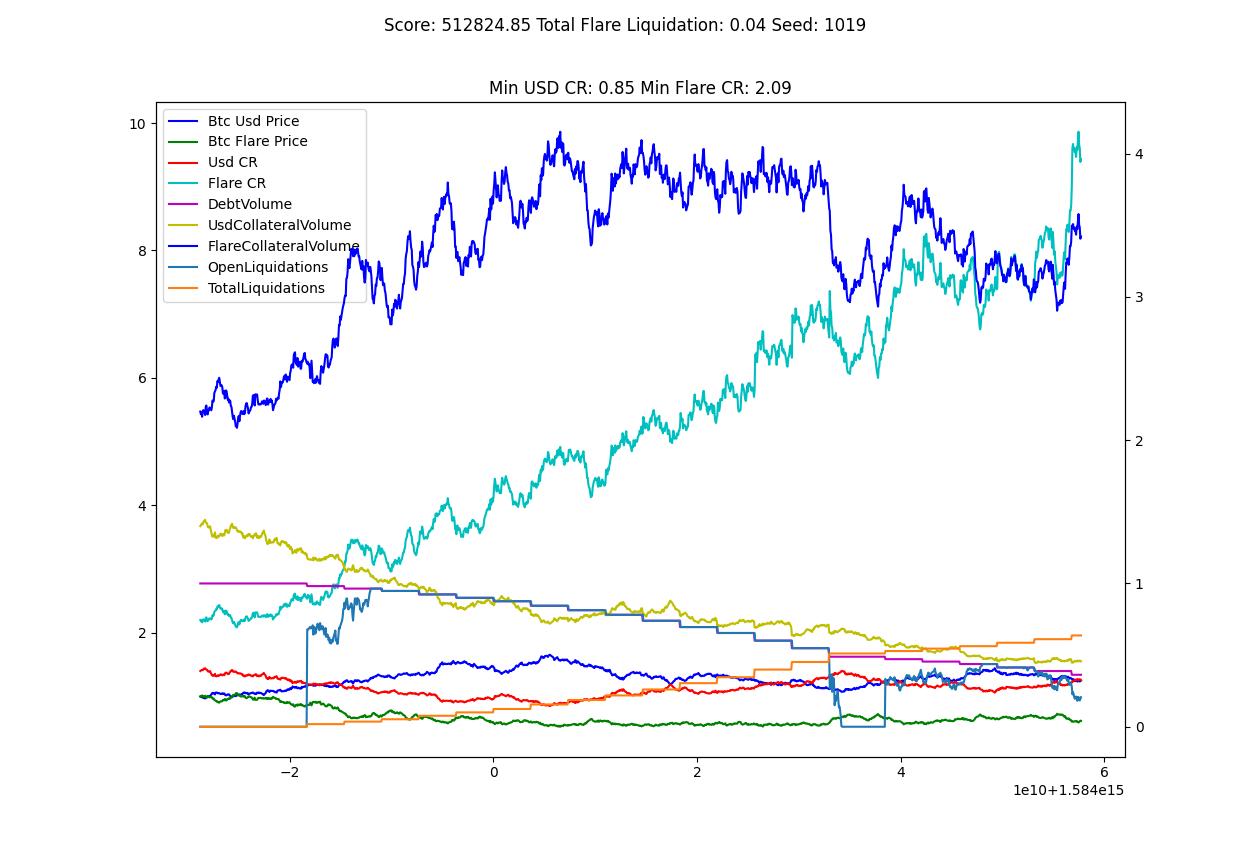 Score: 512824.85 Total Flare Liquidation: 0.04 Seed: 1019
Min USD CR: 0.85 Min Flare CR: 2.09
Btc Usd Price
Btc Flare Price
Usd CR
Flare CR
DebtVolume
UsdCollateralVolume
FlareCollateralVolume
OpenLiquidations
TotalLiquidations
10
8
6
4
2
4
3
2
1
0
−2 0 2 4 6
1e10+1.584e15